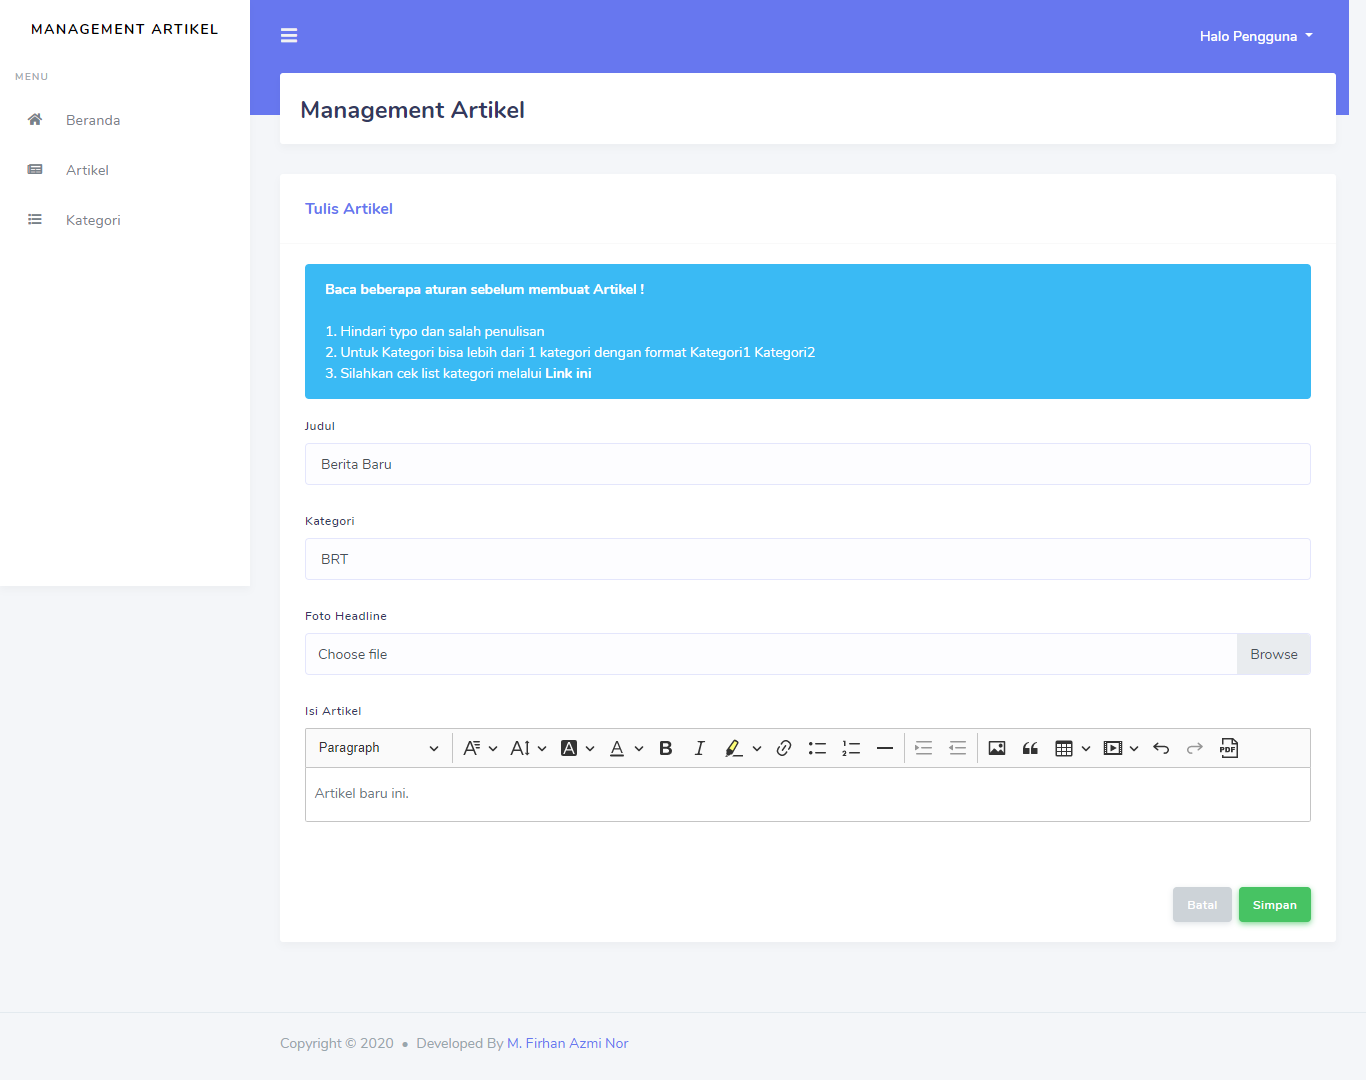 MANAGEMENT ARTIKEL
MENU
Beranda
Artikel
Kategori
Halo Pengguna
Management Artikel
Tulis Artikel
Baca beberapa aturan sebelum membuat Artikel !
1. Hindari typo dan salah penulisan
2. Untuk Kategori bisa lebih dari 1 kategori dengan format Kategori1 Kategori2
3. Silahkan cek list kategori melalui Link ini
Judul
Berita Baru
Kategori
BRT
Foto Headline
Choose file Browse
Isi Artikel
Paragraph PDF
Artikel baru ini.
Batal Simpan
Copyright © 2020 • Developed By M. Firhan Azmi Nor